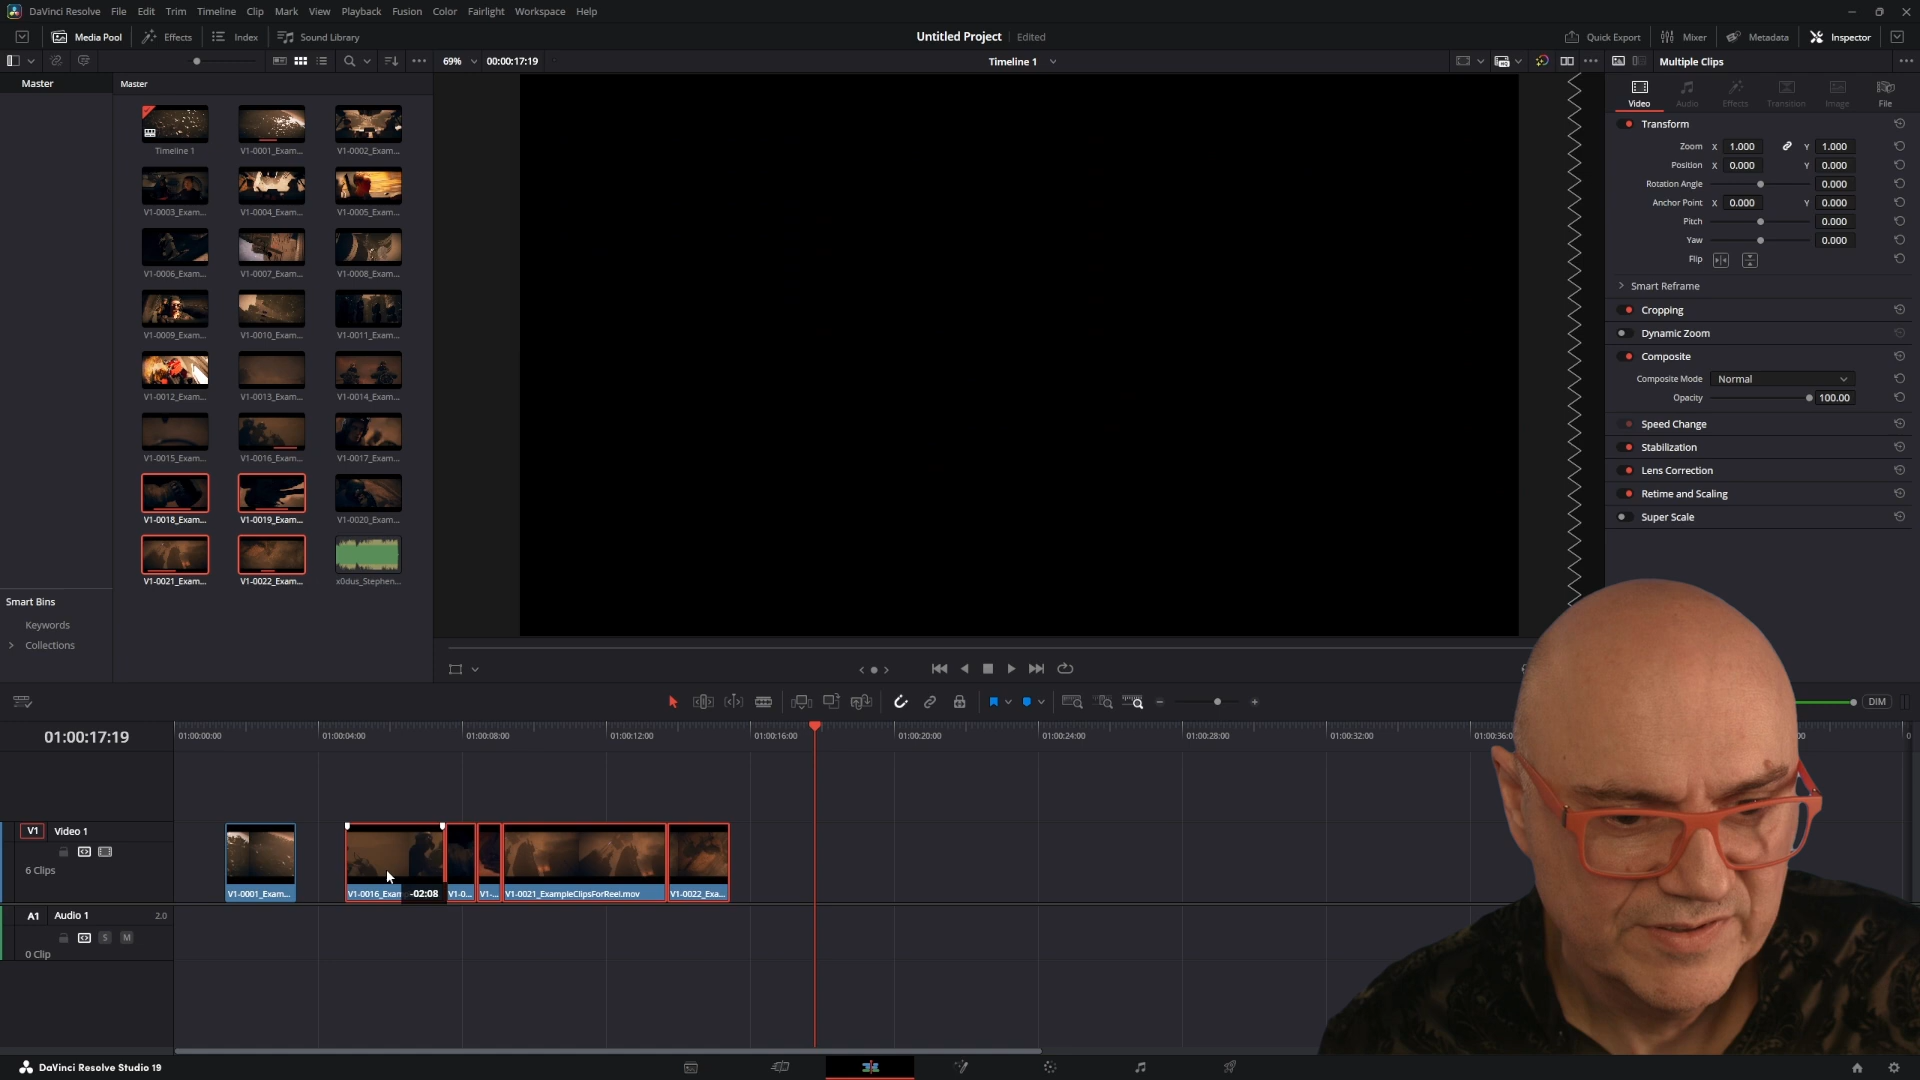 DaVinci Resolve File Edit Trim Timeline Clip Mark View Playback Fusion Color Fairlight Workspace Help
Media Pool Effects Index Sound Library Untitled Project Edited Quick Export Mixer Metadata Inspector
69% 00:00:17:19 Timeline 1 Multiple Clips
Master Master
Video Audio Effects Transition Image File
Timeline 1 V1-0001_Exam... V1-0002_Exam...
V1-0003_Exam... V1-0004_Exam... V1-0005_Exam...
V1-0006_Exam... V1-0007_Exam... V1-0008_Exam...
V1-0009_Exam... V1-0010_Exam... V1-0011_Exam...
V1-0012_Exam... V1-0013_Exam... V1-0014_Exam...
V1-0015_Exam... V1-0016_Exam... V1-0017_Exam...
V1-0018_Exam... V1-0019_Exam... V1-0020_Exam...
V1-0021_Exam... V1-0022_Exam... x0dus_Stephen...
Transform
Zoom X 1.000 Y 1.000
Position X 0.000 Y 0.000
Rotation Angle 0.000
Anchor Point X 0.000 Y 0.000
Pitch 0.000
Yaw 0.000
Flip
Smart Reframe
Cropping
Dynamic Zoom
Composite
Composite Mode Normal
Opacity 100.00
Speed Change
Stabilization
Lens Correction
Retime and Scaling
Super Scale
Smart Bins
Keywords
Collections
DIM
01:00:17:19 01:00:00:00 01:00:04:00 01:00:08:00 01:00:12:00 01:00:16:00 01:00:20:00 01:00:24:00 01:00:28:00 01:00:32:00 01:00:36:0
V1 Video 1
6 Clips
V1-0001_Exam... V1-0016_Exam -02:08 V1-0... V1-... V1-0021_ExampleClipsForReel.mov V1-0022_Exa...
A1 Audio 1 2.0
S M
0 Clip
DaVinci Resolve Studio 19